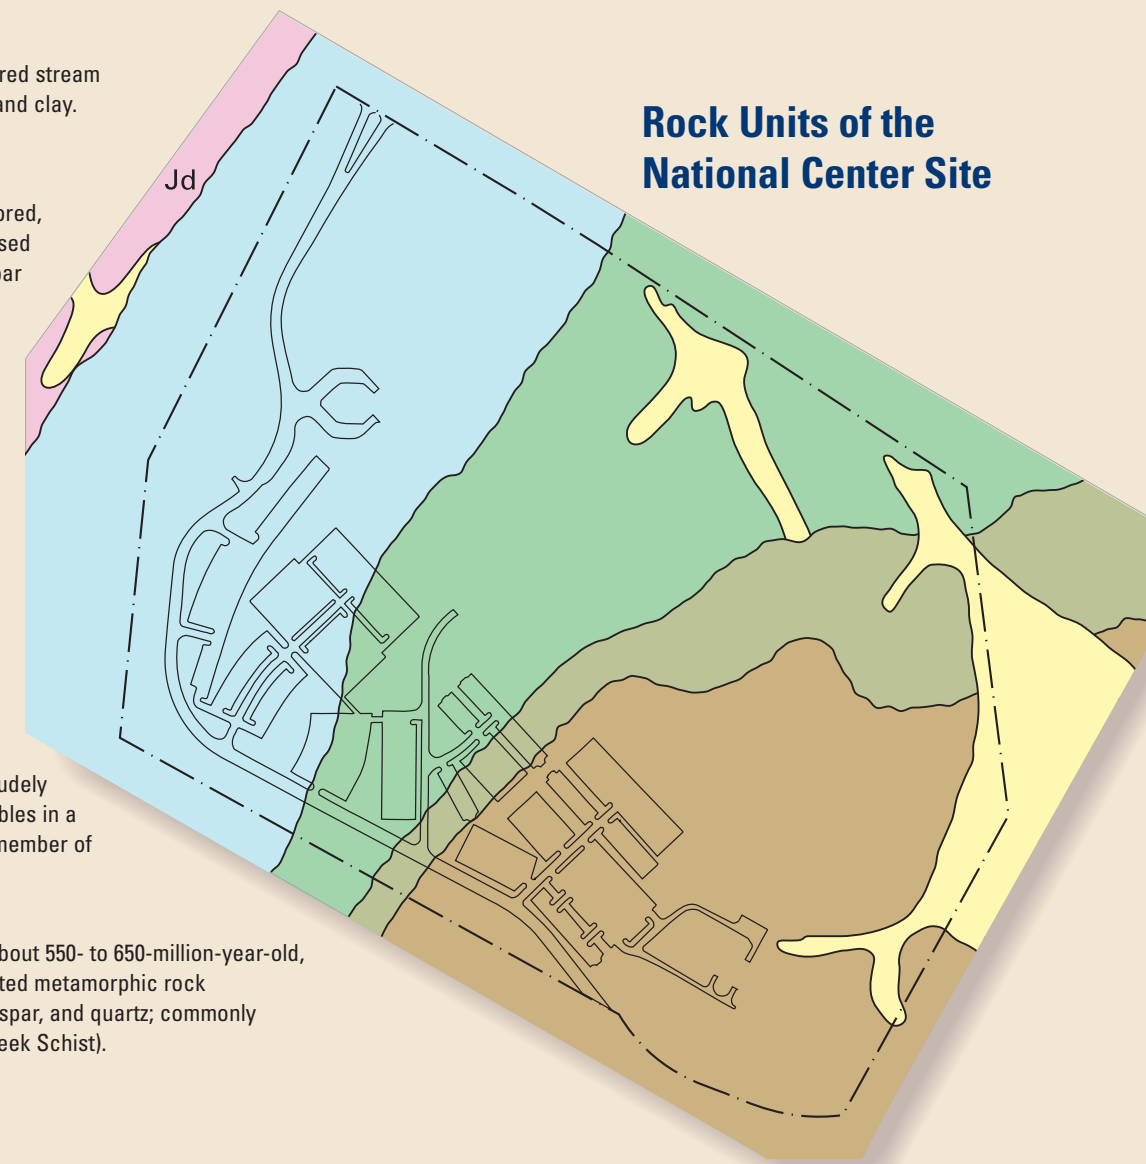 Rock Units of the
National Center Site
red stream
and clay.
Jd
ored,
sed
bar
udely
bles in a
member of
bout 550- to 650-million-year-old,
ted metamorphic rock
spar, and quartz; commonly
eek Schist).